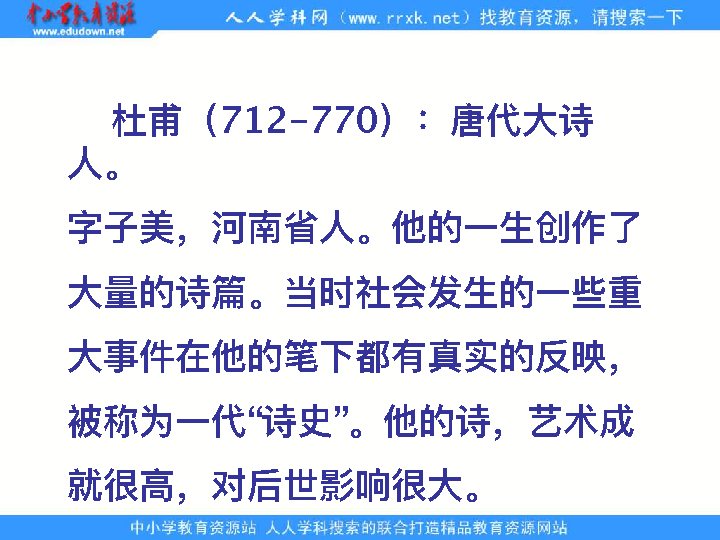 中小学教育资源
www.edudown.net
人人学科网（www.rrxk.net）找教育资源，请搜索一下
杜甫（712-770）：唐代大诗
人。
字子美，河南省人。他的一生创作了
大量的诗篇。当时社会发生的一些重
大事件在他的笔下都有真实的反映，
被称为一代“诗史”。他的诗，艺术成
就很高，对后世影响很大。
中小学教育资源站 人人学科搜索的联合打造精品教育资源网站